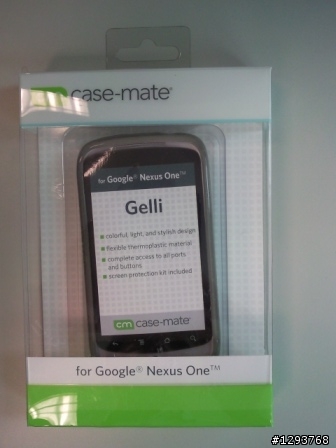 cm case-mate®
for Google® Nexus One™
Gelli
colorful, light, and stylish design
flexible thermoplastic material
complete access to all ports
and buttons
screen protection kit included
cm case-mate®
for Google® Nexus One™
#1293768